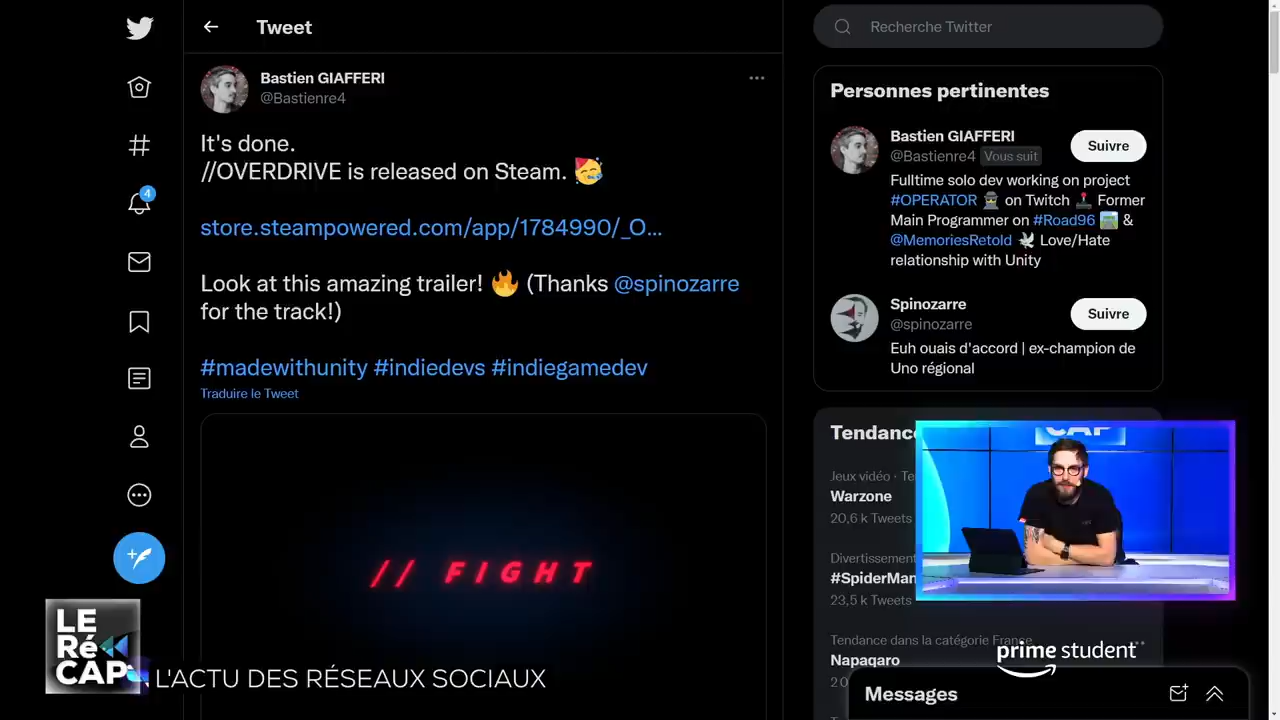 Tweet
Bastien GIAFFERI
@Bastienre4
It's done.
//OVERDRIVE is released on Steam. 🥳
store.steampowered.com/app/1784990/_O...
Look at this amazing trailer! 🔥 (Thanks @spinozarre
for the track!)
#madewithunity #indiedevs #indiegamedev
Traduire le Tweet
// FIGHT
4
Recherche Twitter
Personnes pertinentes
Bastien GIAFFERI
@Bastienre4 Vous suit
Suivre
Fulltime solo dev working on project
#OPERATOR 🕵 on Twitch 🕹 Former
Main Programmer on #Road96 🏞 &
@MemoriesRetold 🕊 Love/Hate
relationship with Unity
Spinozarre
@spinozarre
Suivre
Euh ouais d'accord | ex-champion de
Uno régional
Tendance
Jeux vidéo · Te
Warzone
20,6 k Tweets
Divertissement
#SpiderMan
23,5 k Tweets
Tendance dans la catégorie France
Napaqaro
CAP
prime student
Messages
LE
Ré
CAP
L'ACTU DES RÉSEAUX SOCIAUX